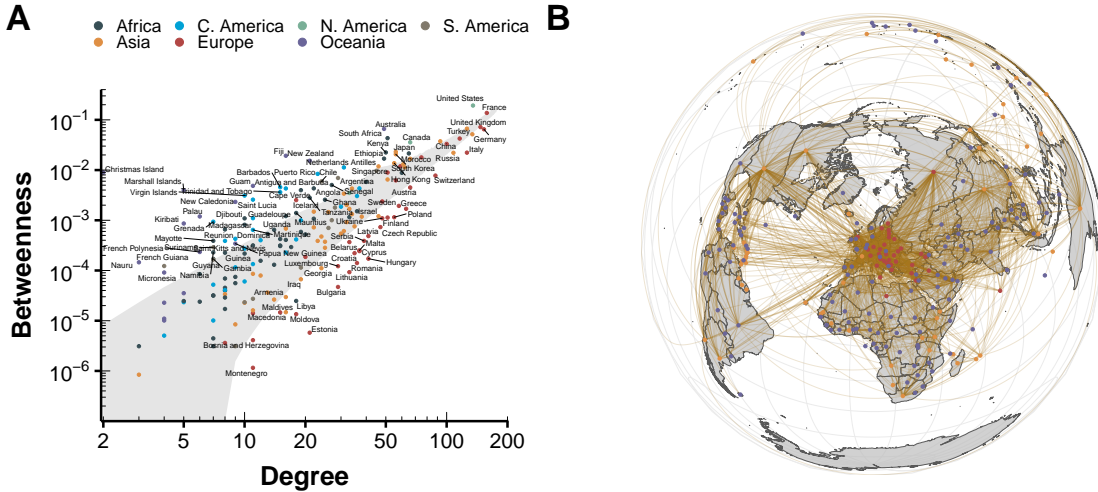 A
B
Africa C. America N. America S. America
Asia Europe Oceania
Betweenness
10−1
10−2
10−3
10−4
10−5
10−6
2 5 10 20 50 100 200
Degree
United States
France
Australia
United Kingdom
South Africa
Turkey
Canada
Germany
Kenya
China
Japan
Italy
Fiji New Zealand
Ethiopia
Morocco
Russia
Netherlands Antilles
South Korea
Christmas Island
Barbados Puerto Rico Chile
Singapore
Hong Kong
Switzerland
Marshall Islands
Guam
Antigua and Barbuda
Argentina
Virgin Islands
Trinidad and Tobago
Angola
Senegal
Austria
Cape Verde
New Caledonia
Saint Lucia
Iceland
Ghana
Sweden
Greece
Palay
Djibouti
Guadeloupe
Tanzania
Israel
Poland
Kiribati
Grenada
Madagascar
Uganda
Mauritius
Ukraine
Finland
Mayotte
Reunion
Dominica
Martinique
Serbia
Latvia
Czech Republic
French Polynesia
Saint Kitts and Nevis
Belarus
Malta
French Guiana
Guinea
Papua New Guinea
Croatia
Cyprus
Nauru
Guyana
Gambia
Luxembourg
Romania
Hungary
Micronesia
Namibia
Georgia
Lithuania
Iraq
Armenia
Bulgaria
Maldives
Libya
Macedonia
Moldova
Estonia
Bosnia and Herzegovina
Montenegro